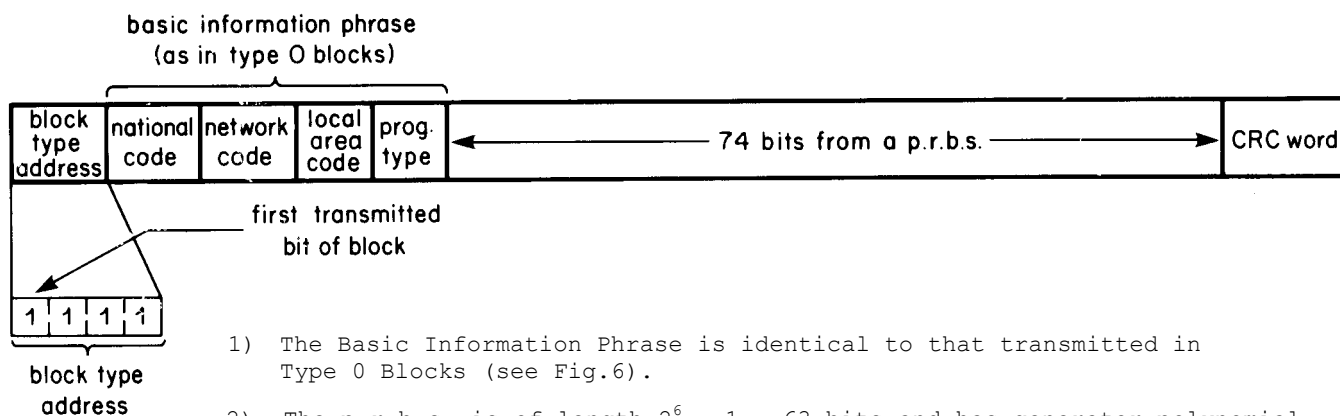 basic information phrase
(as in type 0 blocks)
block type address
national code
network code
local area code
prog. type
74 bits from a p.r.b.s.
CRC word
first transmitted
bit of block
1 1 1 1
block type
address
1) The Basic Information Phrase is identical to that transmitted in
Type 0 Blocks (see Fig.6).